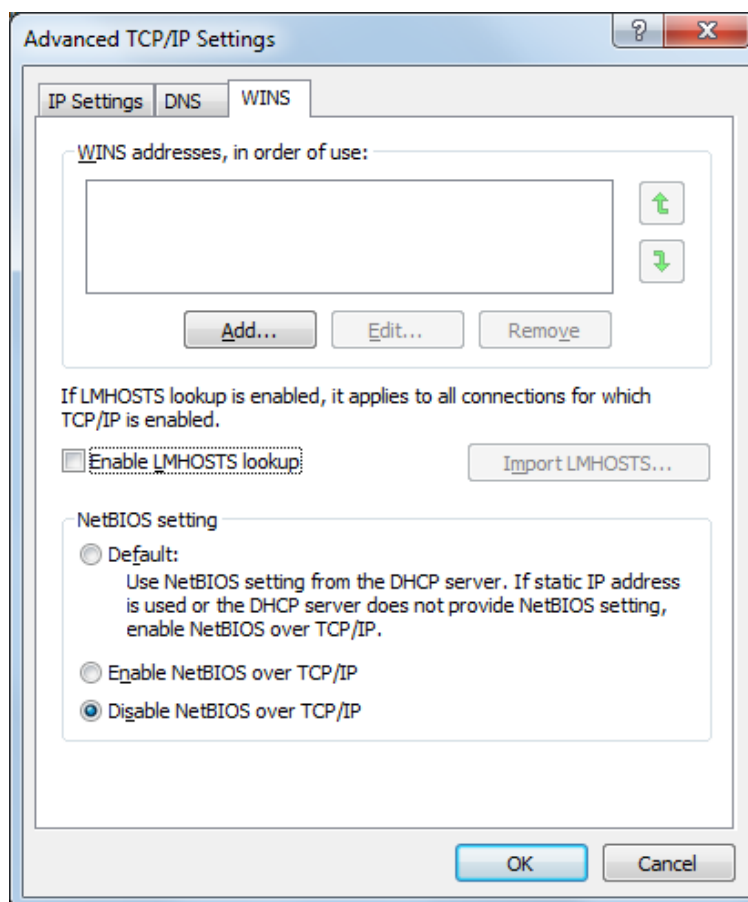 Advanced TCP/IP Settings
?
X
IP Settings
DNS
WINS
WINS addresses, in order of use:
Add...
Edit...
Remove
If LMHOSTS lookup is enabled, it applies to all connections for which
TCP/IP is enabled.
Enable LMHOSTS lookup
Import LMHOSTS...
NetBIOS setting
Default:
Use NetBIOS setting from the DHCP server. If static IP address
is used or the DHCP server does not provide NetBIOS setting,
enable NetBIOS over TCP/IP.
Enable NetBIOS over TCP/IP
Disable NetBIOS over TCP/IP
OK
Cancel